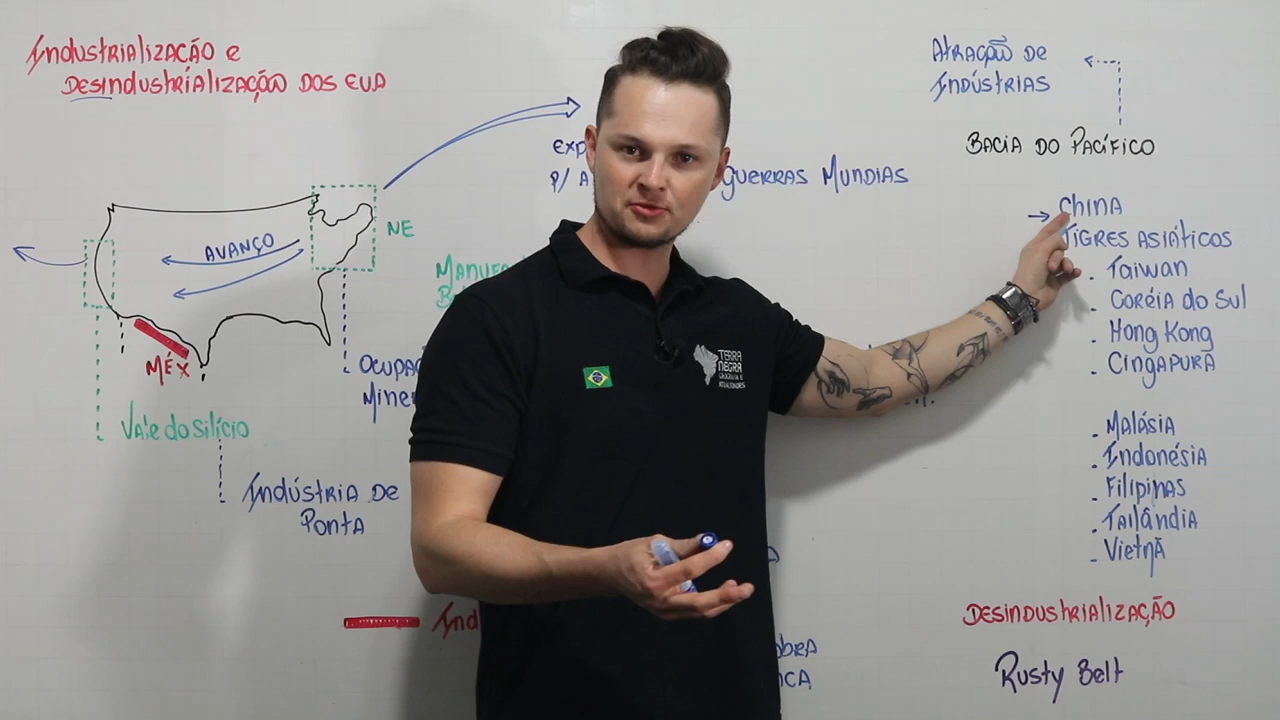 Industrialização e
Desindustrialização dos EUA
Avanço
NE
Méx
Vale do Silício
Indústria de
Ponta
p/ A
guerras Mundias
Atração de
Indústrias
Bacia do Pacífico
China
Tigres Asiáticos
. Taiwan
Coréia do Sul
. Hong Kong
. Cingapura
. Malásia
. Indonésia
. Filipinas
. Tailândia
. Vietnã
Desindustrialização
Rusty Belt
TERRA
NEGRA
GEOGRAFIA E
ATUALIDADES